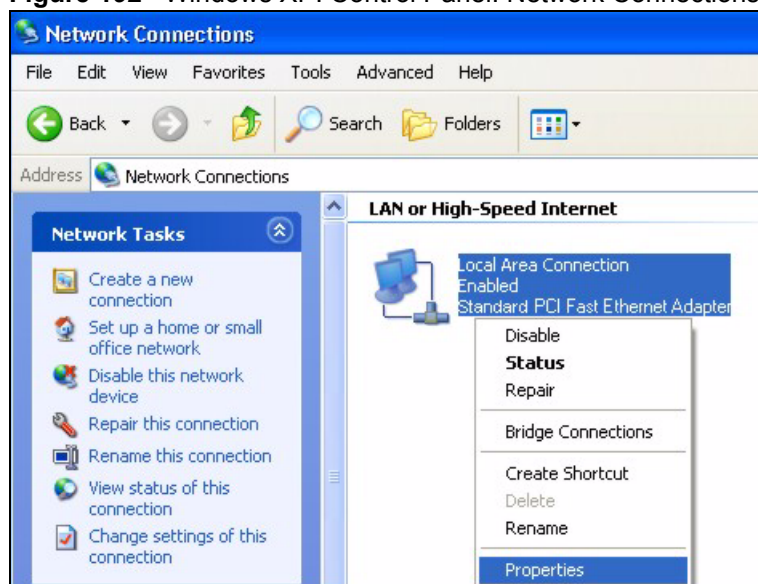 Network Connections
File Edit View Favorites Tools Advanced Help
Back Search Folders
Address Network Connections
Network Tasks
Create a new
connection
Set up a home or small
office network
Disable this network
device
Repair this connection
Rename this connection
View status of this
connection
Change settings of this
connection
LAN or High-Speed Internet
Local Area Connection
Enabled
Standard PCI Fast Ethernet Adapter
Disable
Status
Repair
Bridge Connections
Create Shortcut
Delete
Rename
Properties